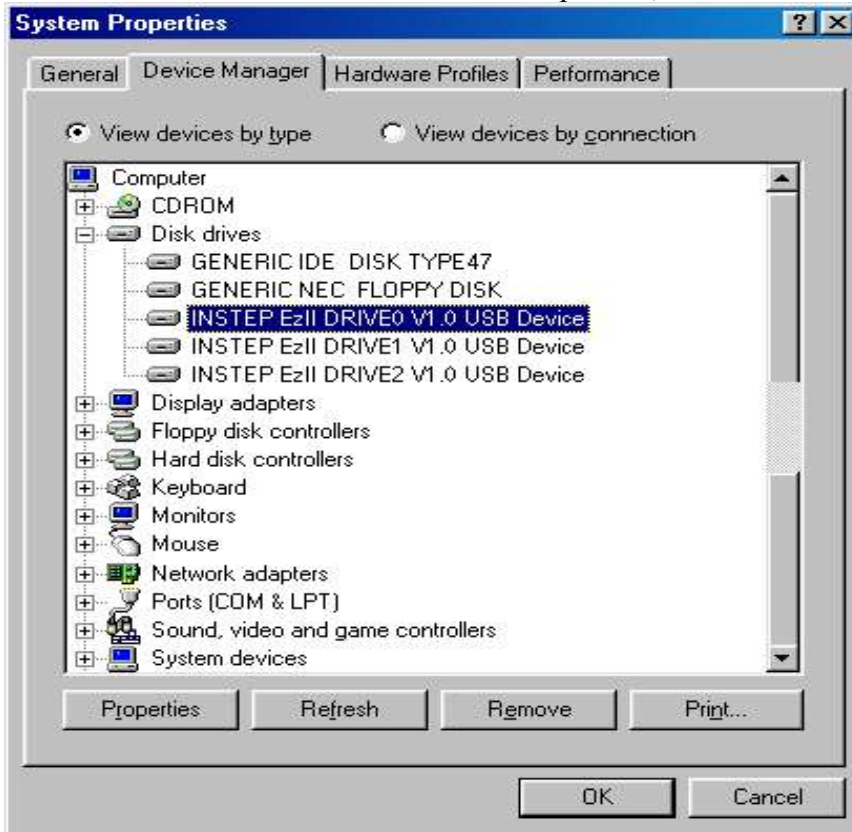 System Properties
General Device Manager Hardware Profiles Performance
View devices by type View devices by connection
Computer
CDROM
Disk drives
GENERIC IDE DISK TYPE47
GENERIC NEC FLOPPY DISK
INSTEP EzII DRIVE0 V1.0 USB Device
INSTEP EzII DRIVE1 V1.0 USB Device
INSTEP EzII DRIVE2 V1.0 USB Device
Display adapters
Floppy disk controllers
Hard disk controllers
Keyboard
Monitors
Mouse
Network adapters
Ports (COM & LPT)
Sound, video and game controllers
System devices
Properties Refresh Remove Print...
OK Cancel